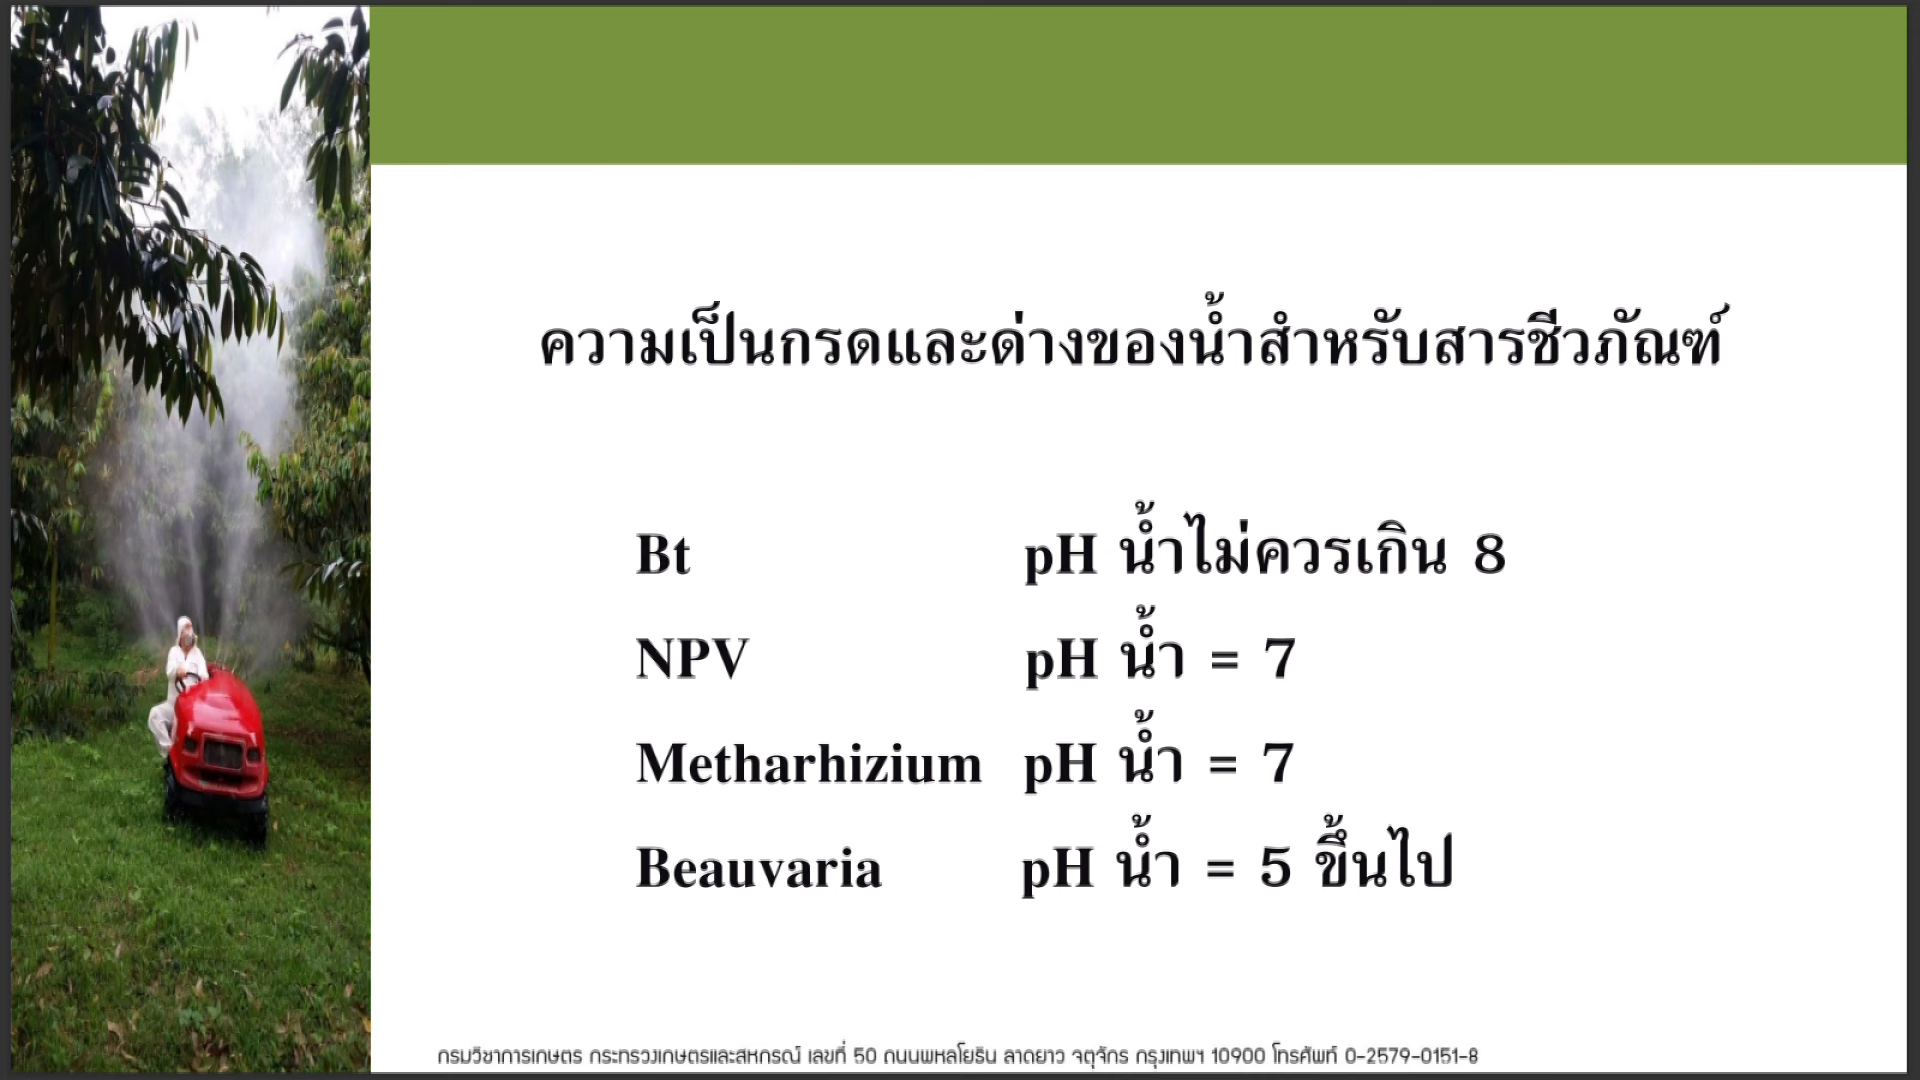 ความเป็นกรดและด่างของน้ำสำหรับสารชีวภัณฑ์
Bt pH น้ำไม่ควรเกิน 8
NPV pH น้ำ = 7
Metharhizium pH น้ำ = 7
Beauvaria pH น้ำ = 5 ขึ้นไป
กรมวิชาการเกษตร กระทรวงเกษตรและสหกรณ์ เลขที่ 50 ถนนพหลโยธิน ลาดยาว จตุจักร กรุงเทพฯ 10900 โทรศัพท์ 0-2579-0151-8